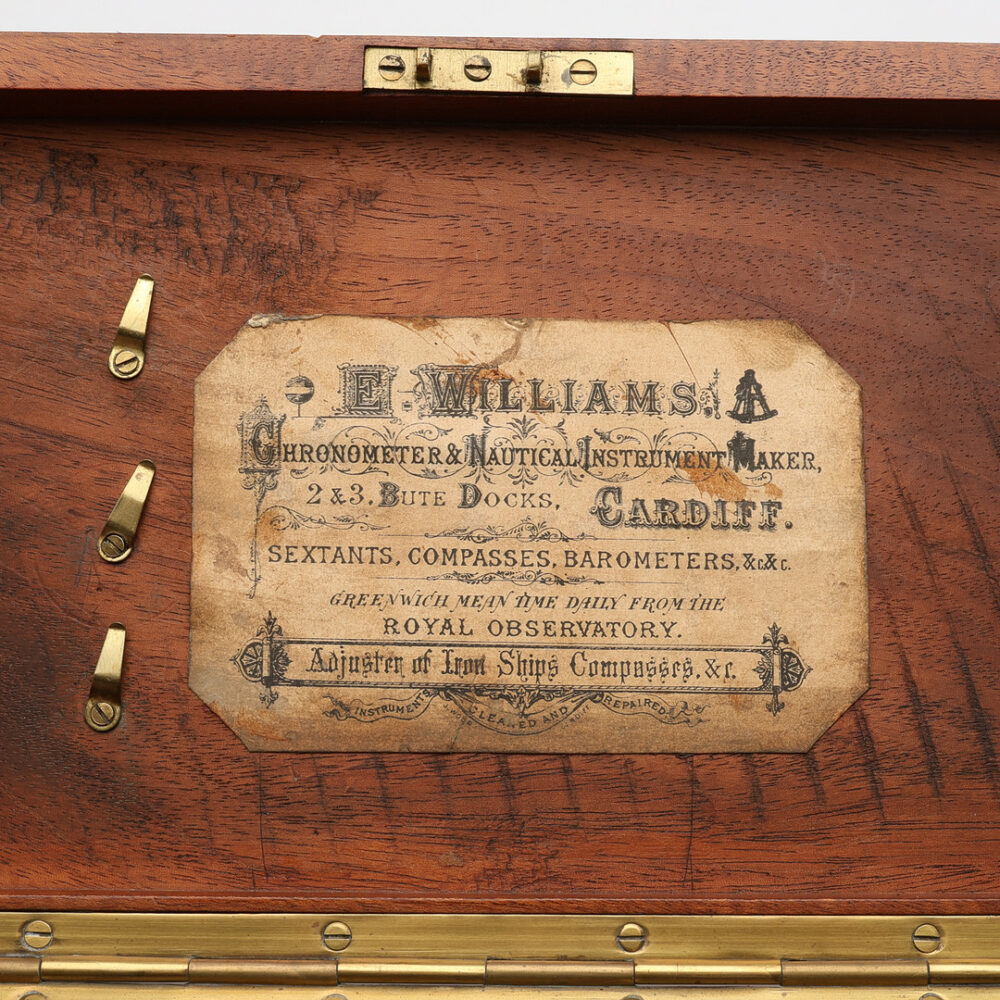 E. WILLIAMS.
CHRONOMETER & NAUTICAL INSTRUMENT MAKER,
2 & 3. BUTE DOCKS, CARDIFF.
SEXTANTS, COMPASSES, BAROMETERS, &c&c.
GREENWICH MEAN TIME DAILY FROM THE
ROYAL OBSERVATORY.
Adjuster of Iron Ships Compasses, &c.
INSTRUMENTS CLEANED AND REPAIRED